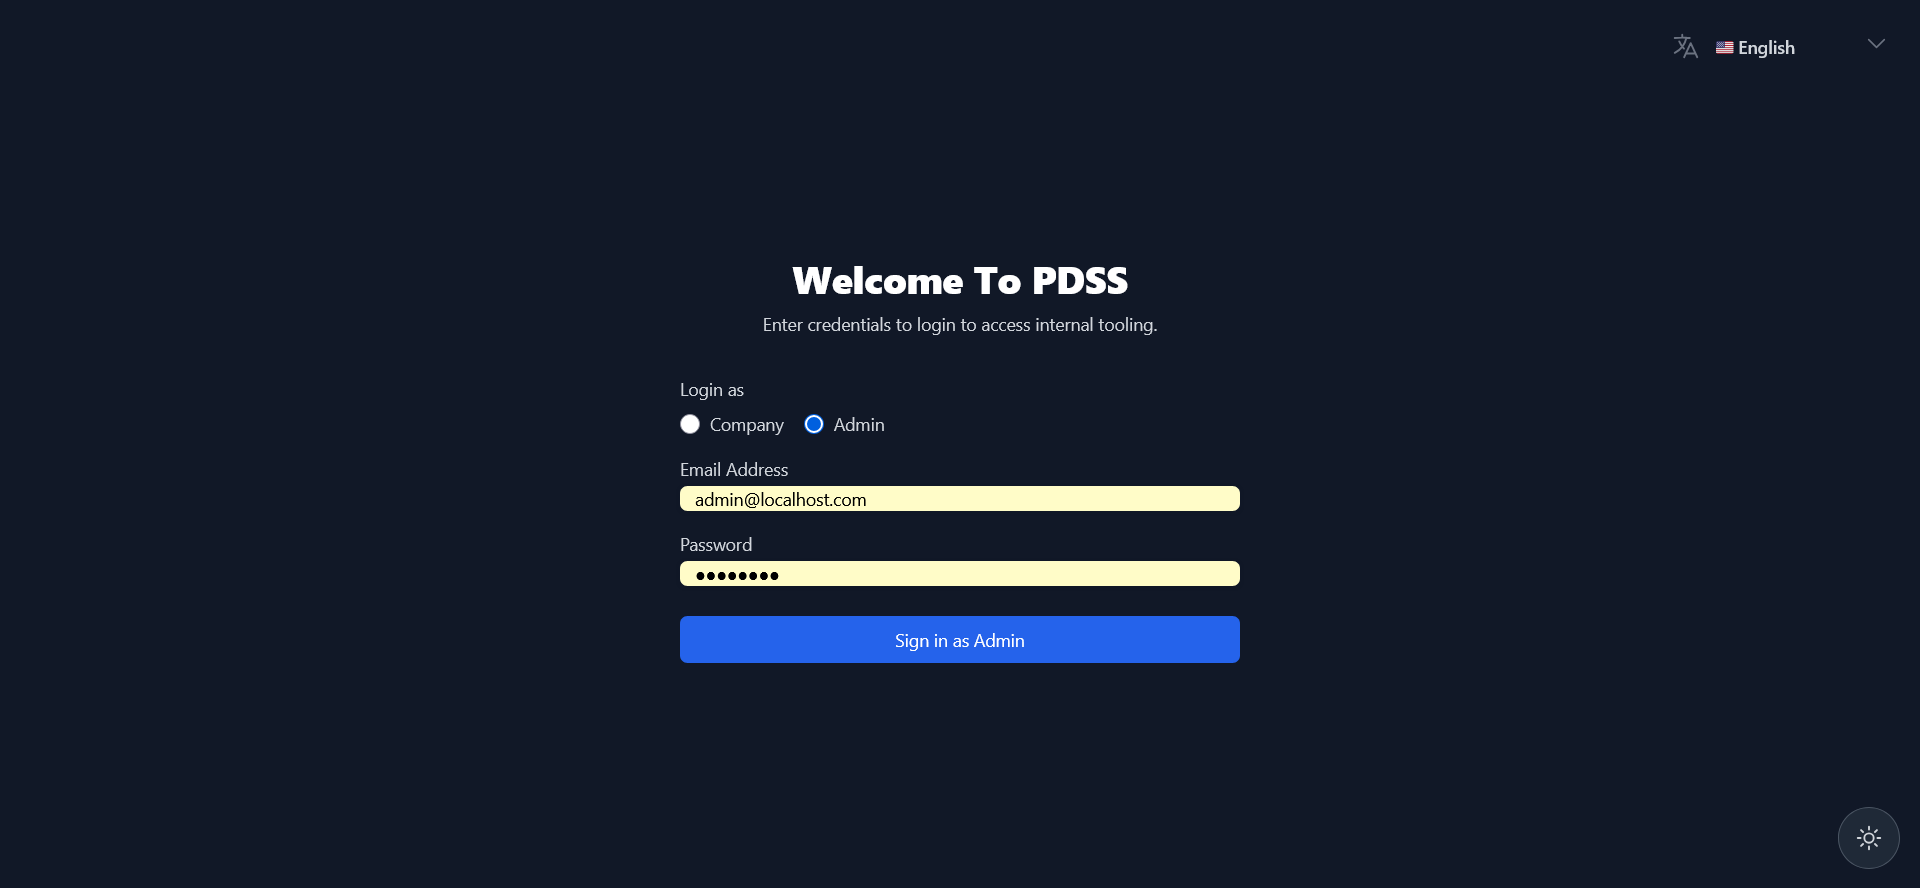 English
Welcome To PDSS
Enter credentials to login to access internal tooling.
Login as
Company Admin
Email Address
admin@localhost.com
Password
••••••••
Sign in as Admin